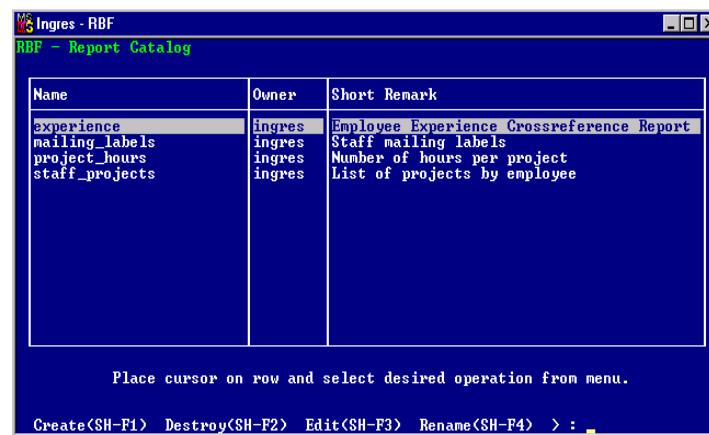 Ingres - RBF
RBF - Report Catalog
Name Owner Short Remark
experience ingres Employee Experience Crossreference Report
mailing_labels ingres Staff mailing labels
project_hours ingres Number of hours per project
staff_projects ingres List of projects by employee
Place cursor on row and select desired operation from menu.
Create(SH-F1) Destroy(SH-F2) Edit(SH-F3) Rename(SH-F4) > : _